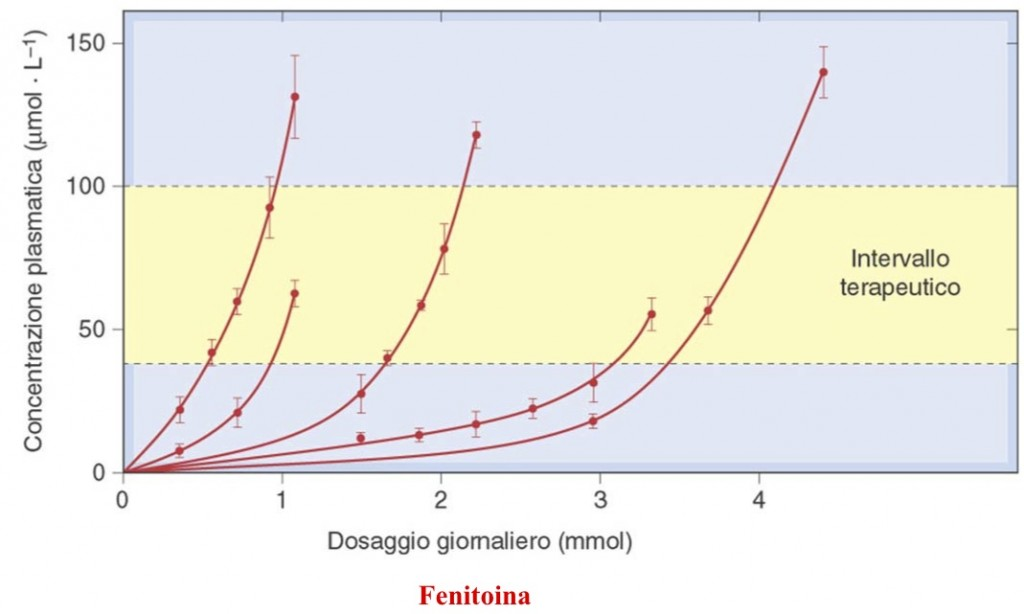 Concentrazione plasmatica (µmol · L⁻¹)
150
100
50
0
Intervallo
terapeutico
0 1 2 3 4
Dosaggio giornaliero (mmol)
Fenitoina